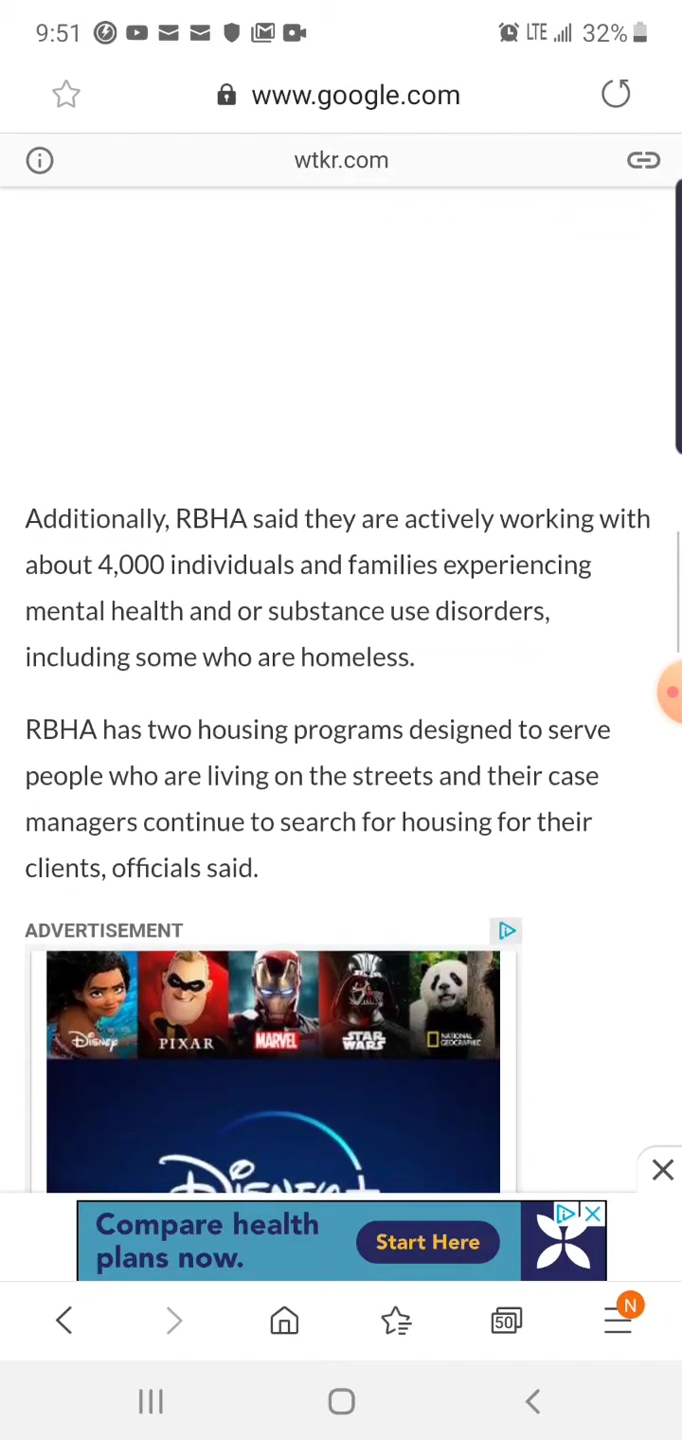 9:51 LTE 32%
www.google.com
wtkr.com
Additionally, RBHA said they are actively working with
about 4,000 individuals and families experiencing
mental health and or substance use disorders,
including some who are homeless.
RBHA has two housing programs designed to serve
people who are living on the streets and their case
managers continue to search for housing for their
clients, officials said.
ADVERTISEMENT
Disney PIXAR MARVEL STAR WARS NATIONAL GEOGRAPHIC
Disney+
Compare health
plans now.
Start Here
N
50